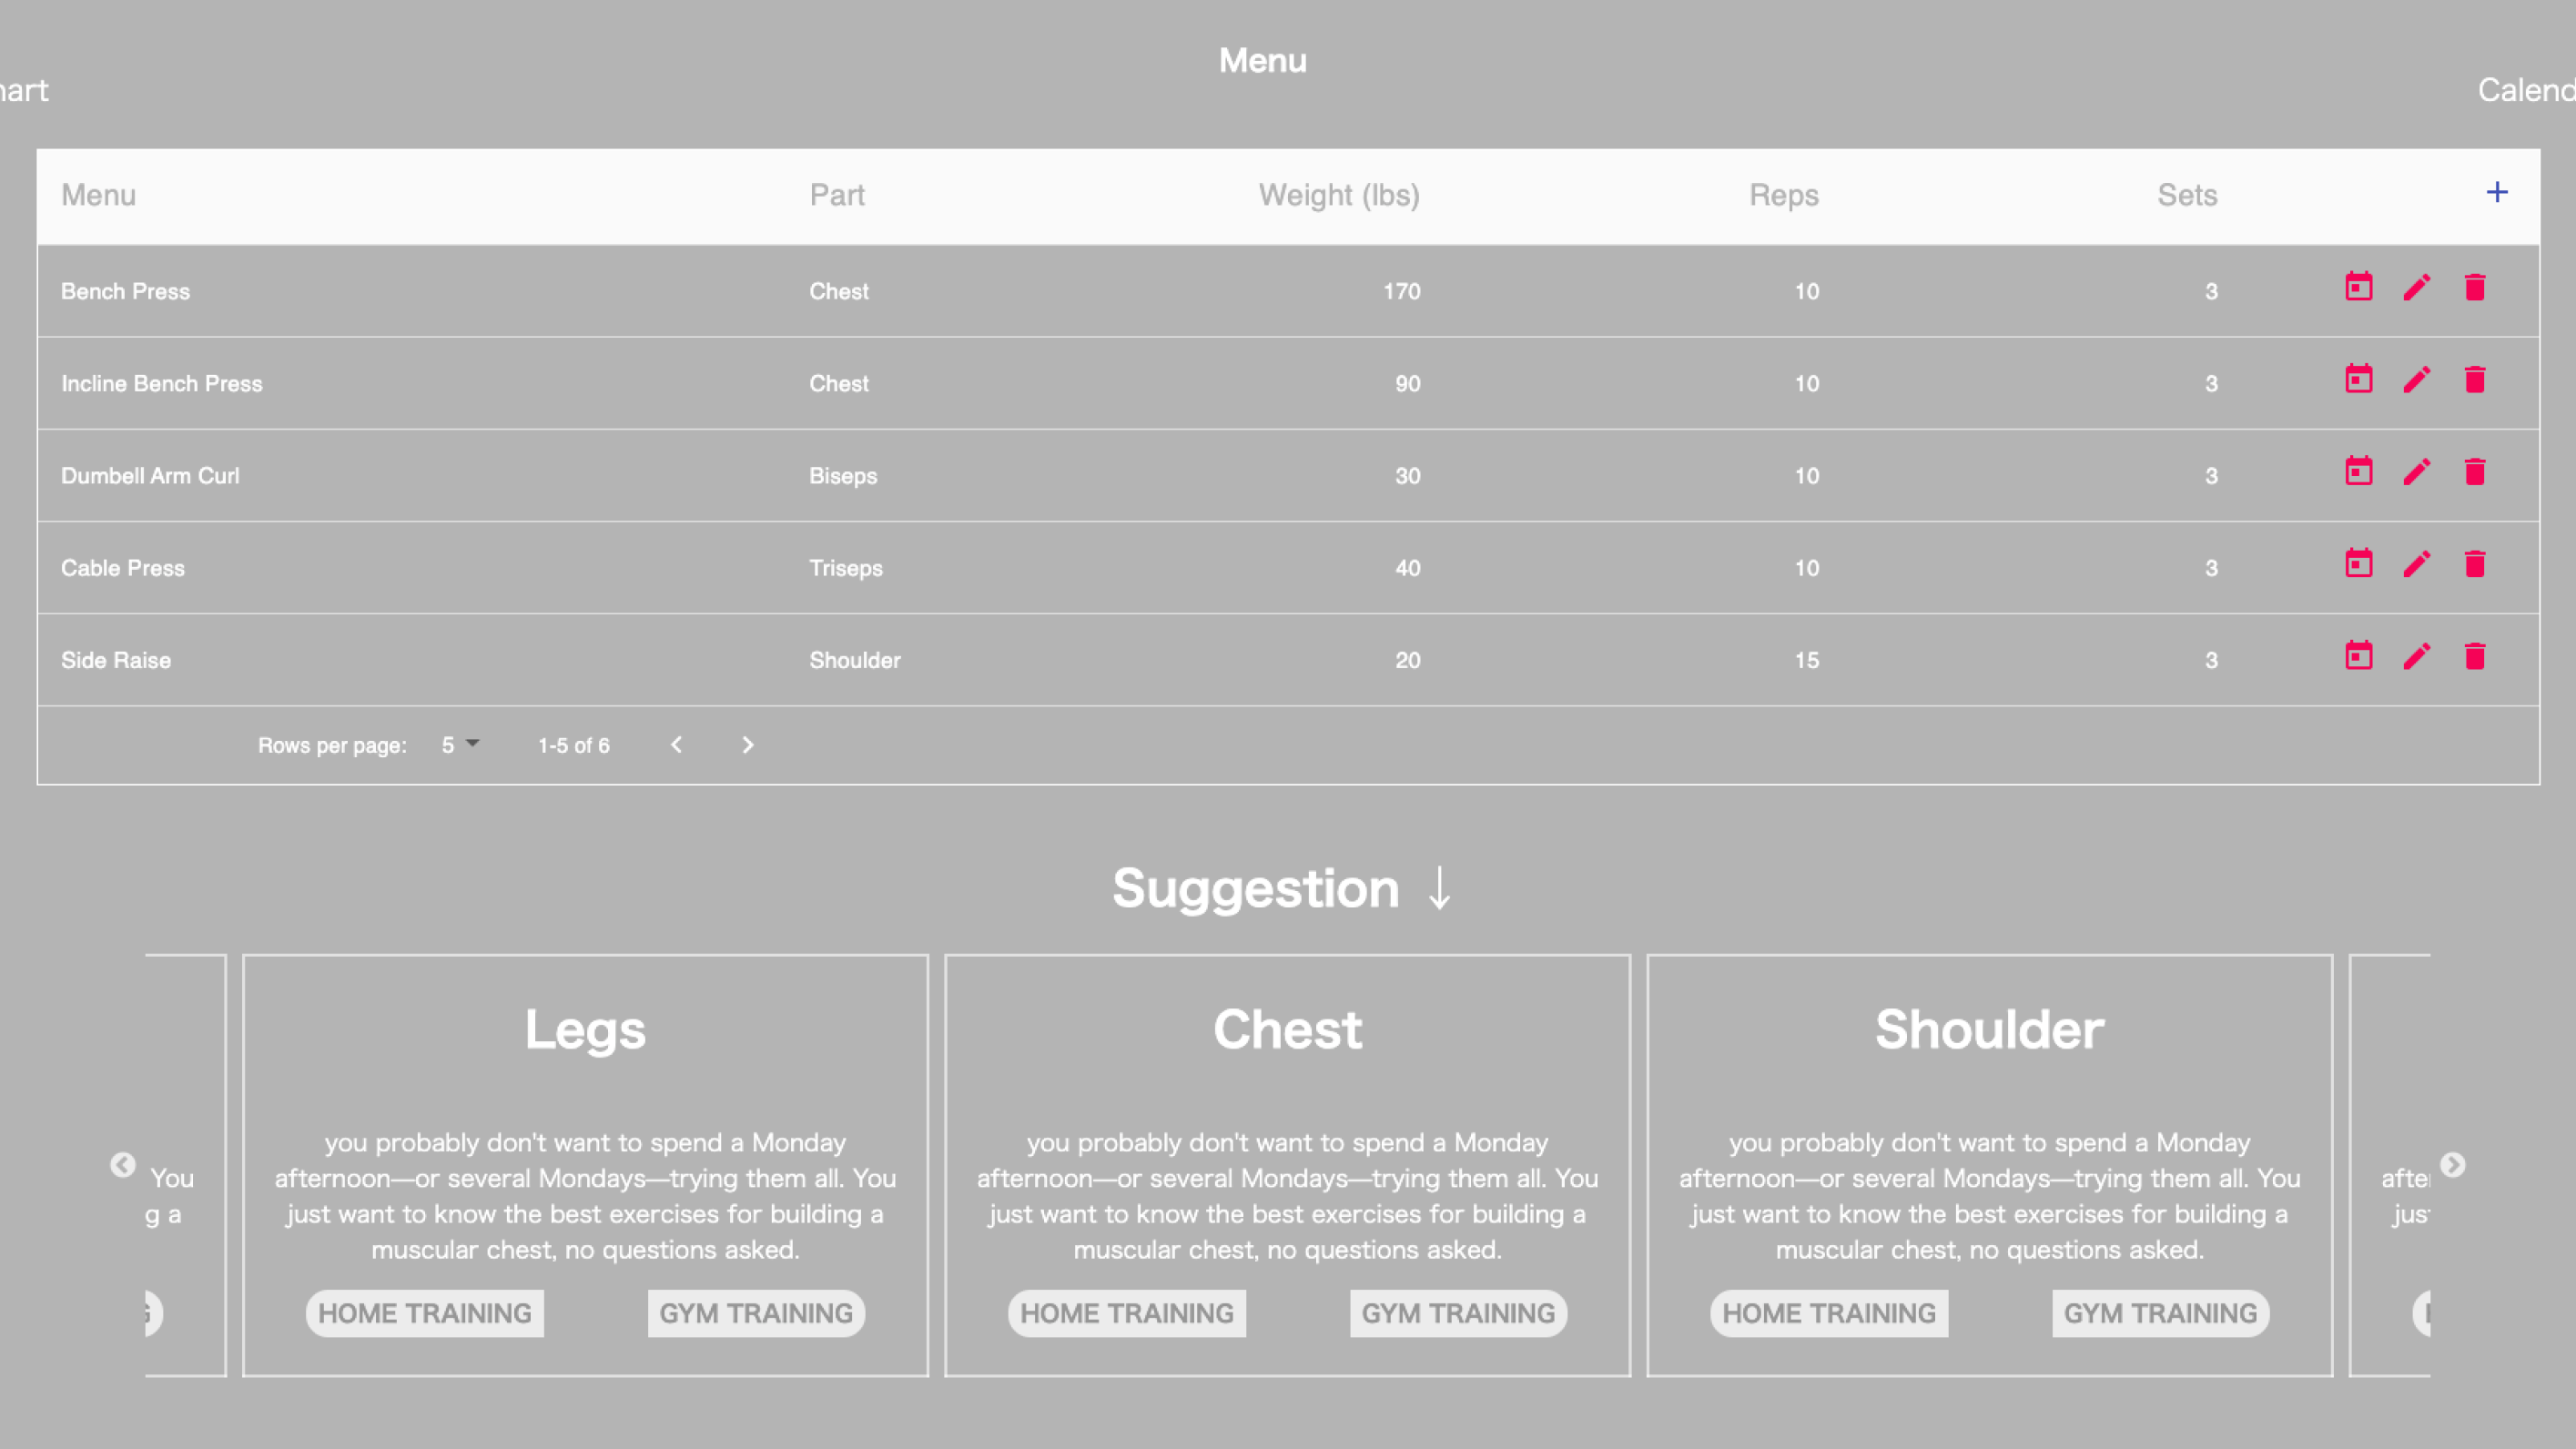 Menu
hart
Calend
Menu Part Weight (lbs) Reps Sets
Bench Press Chest 170 10 3
Incline Bench Press Chest 90 10 3
Dumbell Arm Curl Biseps 30 10 3
Cable Press Triseps 40 10 3
Side Raise Shoulder 20 15 3
Rows per page: 5 1-5 of 6
Suggestion ↓
You
g a
G
Legs
you probably don't want to spend a Monday
afternoon—or several Mondays—trying them all. You
just want to know the best exercises for building a
muscular chest, no questions asked.
HOME TRAINING GYM TRAINING
Chest
you probably don't want to spend a Monday
afternoon—or several Mondays—trying them all. You
just want to know the best exercises for building a
muscular chest, no questions asked.
HOME TRAINING GYM TRAINING
Shoulder
you probably don't want to spend a Monday
afternoon—or several Mondays—trying them all. You
just want to know the best exercises for building a
muscular chest, no questions asked.
HOME TRAINING GYM TRAINING
afte
jus